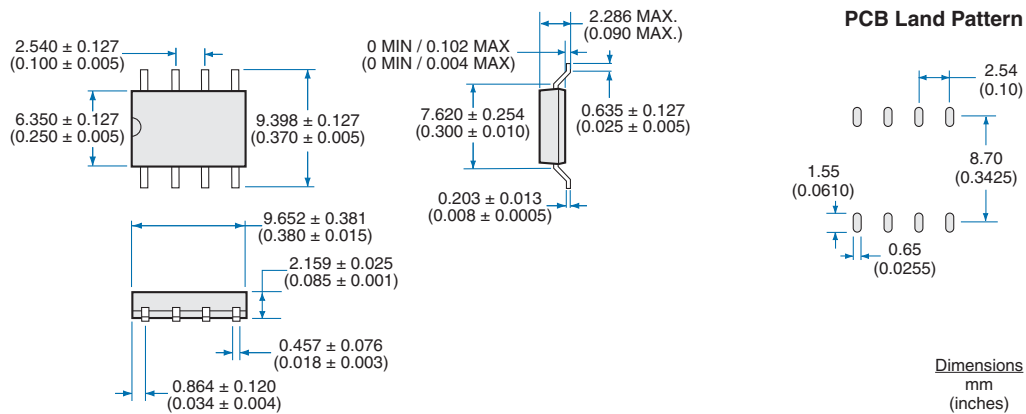 2.540 ± 0.127
(0.100 ± 0.005)
6.350 ± 0.127
(0.250 ± 0.005)
9.398 ± 0.127
(0.370 ± 0.005)
9.652 ± 0.381
(0.380 ± 0.015)
2.159 ± 0.025
(0.085 ± 0.001)
0.457 ± 0.076
(0.018 ± 0.003)
0.864 ± 0.120
(0.034 ± 0.004)
2.286 MAX.
(0.090 MAX.)
0 MIN / 0.102 MAX
(0 MIN / 0.004 MAX)
7.620 ± 0.254
(0.300 ± 0.010)
0.635 ± 0.127
(0.025 ± 0.005)
0.203 ± 0.013
(0.008 ± 0.0005)
PCB Land Pattern
2.54
(0.10)
8.70
(0.3425)
1.55
(0.0610)
0.65
(0.0255)
Dimensions
mm
(inches)